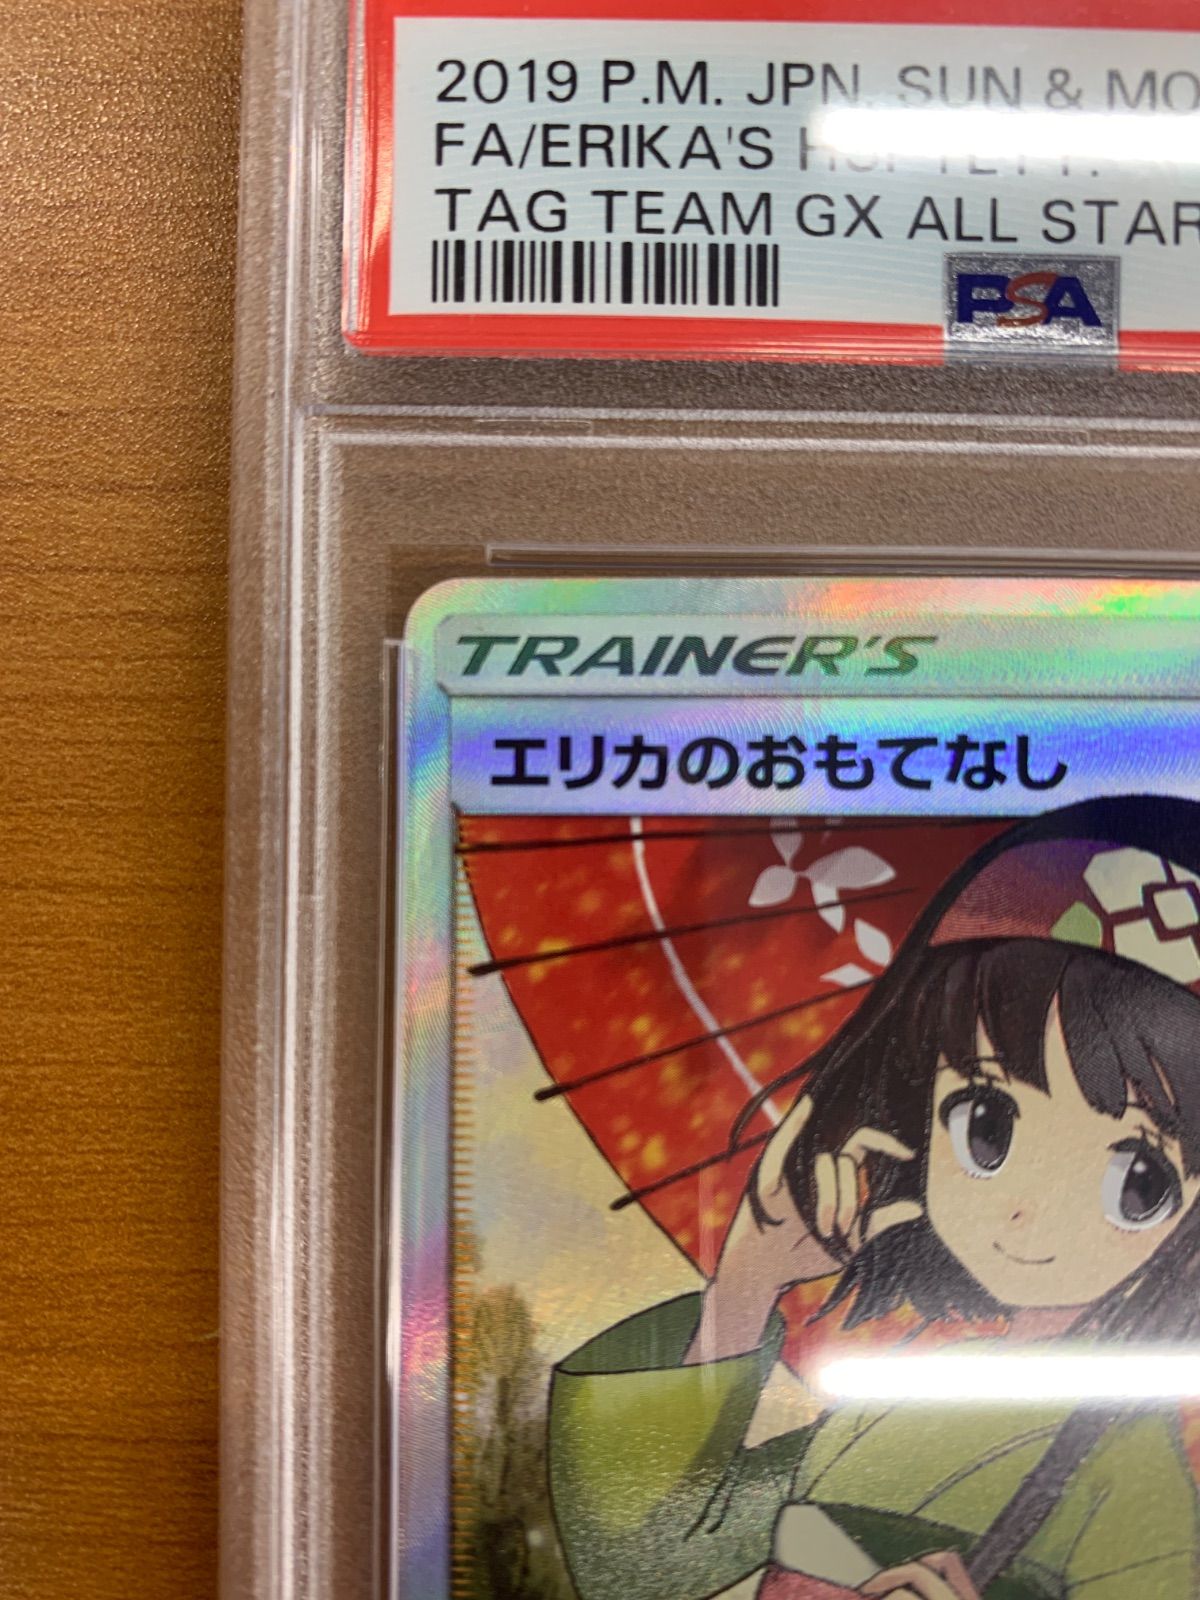 2019 P.M. JPN. SUN & MO
FA/ERIKA'S
TAG TEAM GX ALL STAR
PSA
TRAINER'S
エリカのおもてなし